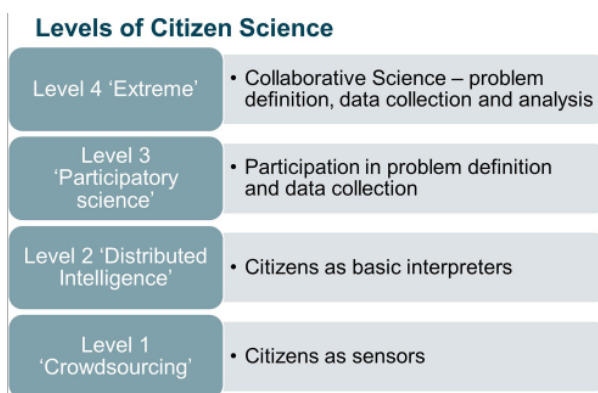 Levels of Citizen Science
Level 4 ‘Extreme’
• Collaborative Science – problem
definition, data collection and analysis
Level 3
‘Participatory
science’
• Participation in problem definition
and data collection
Level 2 ‘Distributed
Intelligence’
• Citizens as basic interpreters
Level 1
‘Crowdsourcing’
• Citizens as sensors